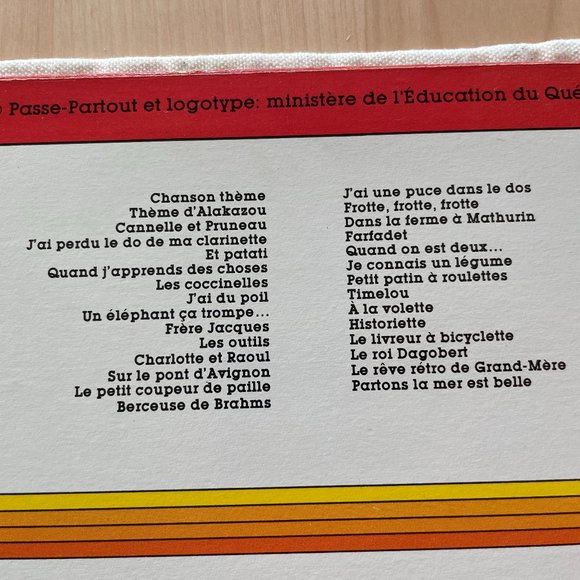 Passe-Partout et logotype: ministère de l'Éducation du
Chanson thème
Thème d'Alakazou
Cannelle et Pruneau
J'ai perdu le do de ma clarinette
Et patati
Quand j'apprends des choses
Les coccinelles
J'ai du poil
Un éléphant ça trompe...
Frère Jacques
Les outils
Charlotte et Raoul
Sur le pont d'Avignon
Le petit coupeur de paille
Berceuse de Brahms
J'ai une puce dans le dos
Frotte, frotte, frotte
Dans la ferme à Mathurin
Farfadet
Quand on est deux...
Je connais un légume
Petit patin à roulettes
Timelou
À la volette
Historiette
Le livreur à bicyclette
Le roi Dagobert
Le rêve rétro de Grand-Mère
Partons la mer est belle